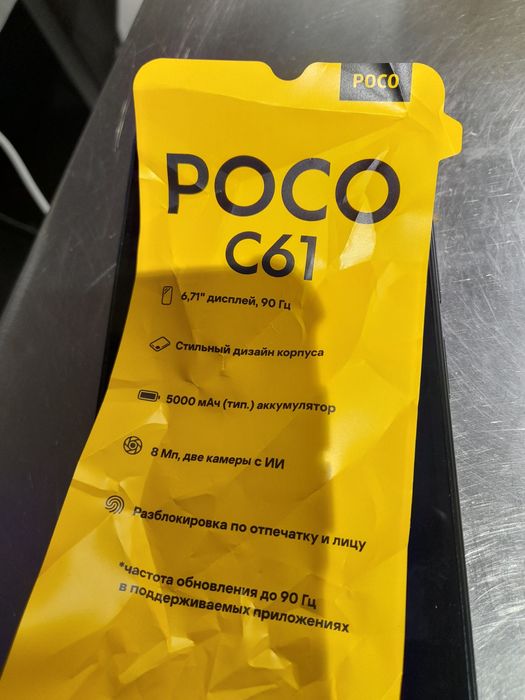 POCO
POCO
C61
6,71" дисплей, 90 Гц
Стильный дизайн корпуса
5000 мАч (тип.) аккумулятор
8 Мп, две камеры с ИИ
Разблокировка по отпечатку и лицу
*частота обновления до 90 Гц
в поддерживаемых приложениях